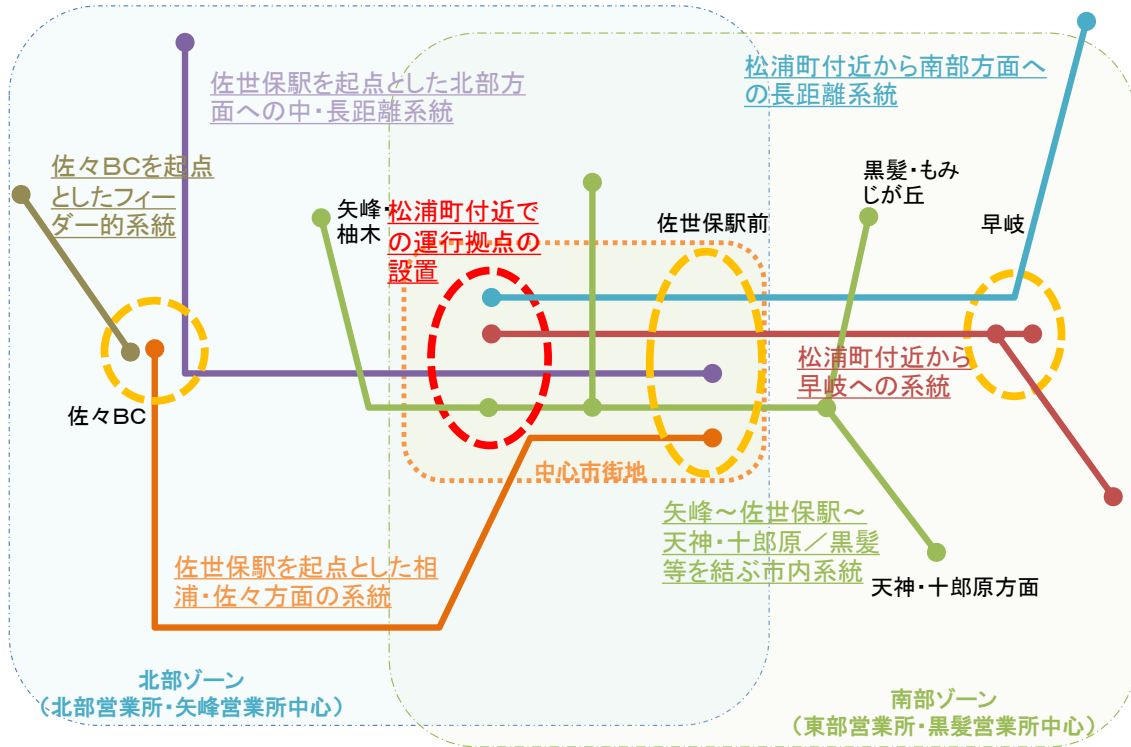 佐世保駅を起点とした北部方
面への中・長距離系統
松浦町付近から南部方面へ
の長距離系統
佐々BCを起点
としたフィー
ダー的系統
矢峰・
柚木
松浦町付近で
の運行拠点の
設置
佐世保駅前
黒髪・もみ
じが丘
早岐
佐々BC
松浦町付近から
早岐への系統
中心市街地
矢峰～佐世保駅～
天神・十郎原／黒髪
等を結ぶ市内系統
佐世保駅を起点とした相
浦・佐々方面の系統
天神・十郎原方面
北部ゾーン
（北部営業所・矢峰営業所中心）
南部ゾーン
（東部営業所・黒髪営業所中心）